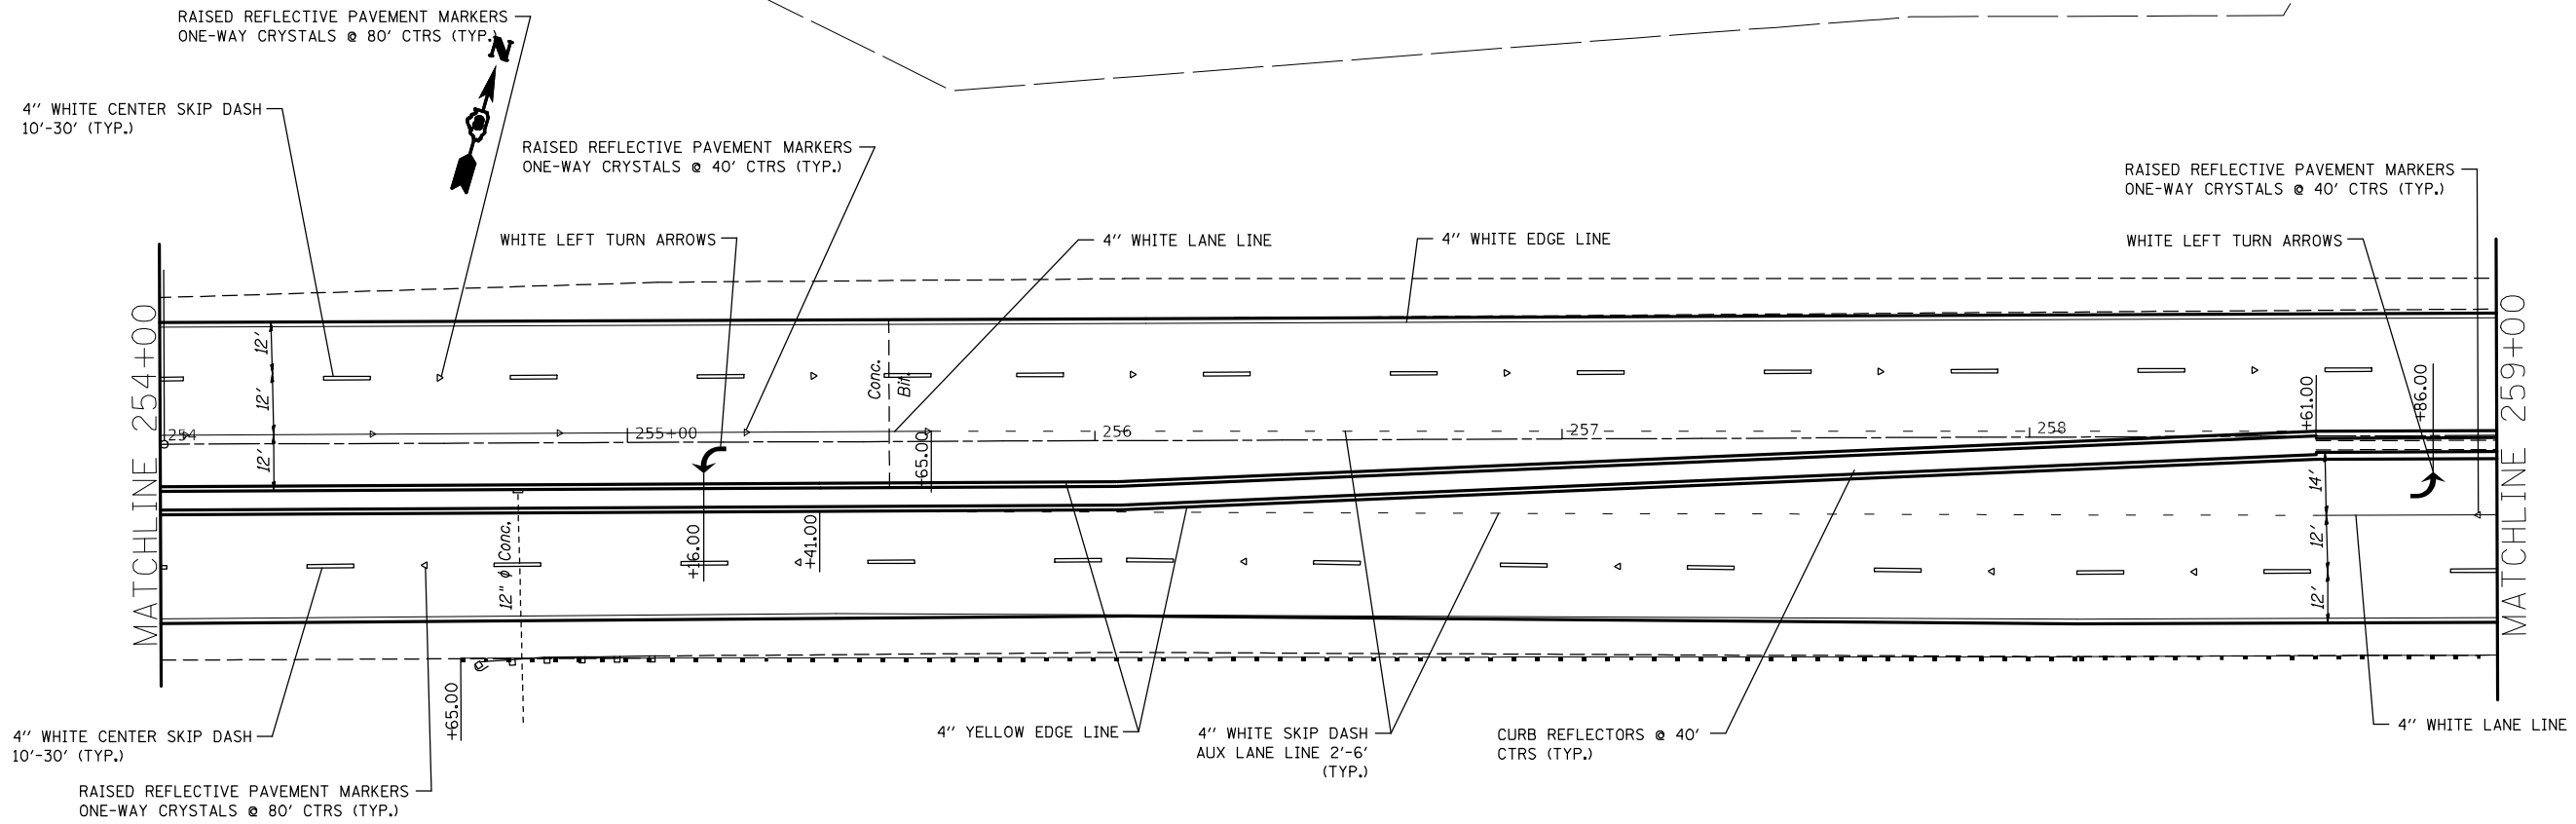 RAISED REFLECTIVE PAVEMENT MARKERS
ONE-WAY CRYSTALS @ 80' CTRS (TYP.)
N
4" WHITE CENTER SKIP DASH
10'-30' (TYP.)
RAISED REFLECTIVE PAVEMENT MARKERS
ONE-WAY CRYSTALS @ 40' CTRS (TYP.)
RAISED REFLECTIVE PAVEMENT MARKERS
ONE-WAY CRYSTALS @ 40' CTRS (TYP.)
WHITE LEFT TURN ARROWS
4" WHITE LANE LINE
4" WHITE EDGE LINE
WHITE LEFT TURN ARROWS
MATCHLINE 254+00
MATCHLINE 259+00
12'
12'
12'
Conc.
Bit.
254
255+00
256
257
258
+65.00
+61.00
+86.00
+16.00
+41.00
12" ϕ Conc.
14'
12'
12'
+65.00
4" WHITE CENTER SKIP DASH
10'-30' (TYP.)
RAISED REFLECTIVE PAVEMENT MARKERS
ONE-WAY CRYSTALS @ 80' CTRS (TYP.)
4" YELLOW EDGE LINE
4" WHITE SKIP DASH
AUX LANE LINE 2'-6'
(TYP.)
CURB REFLECTORS @ 40'
CTRS (TYP.)
4" WHITE LANE LINE